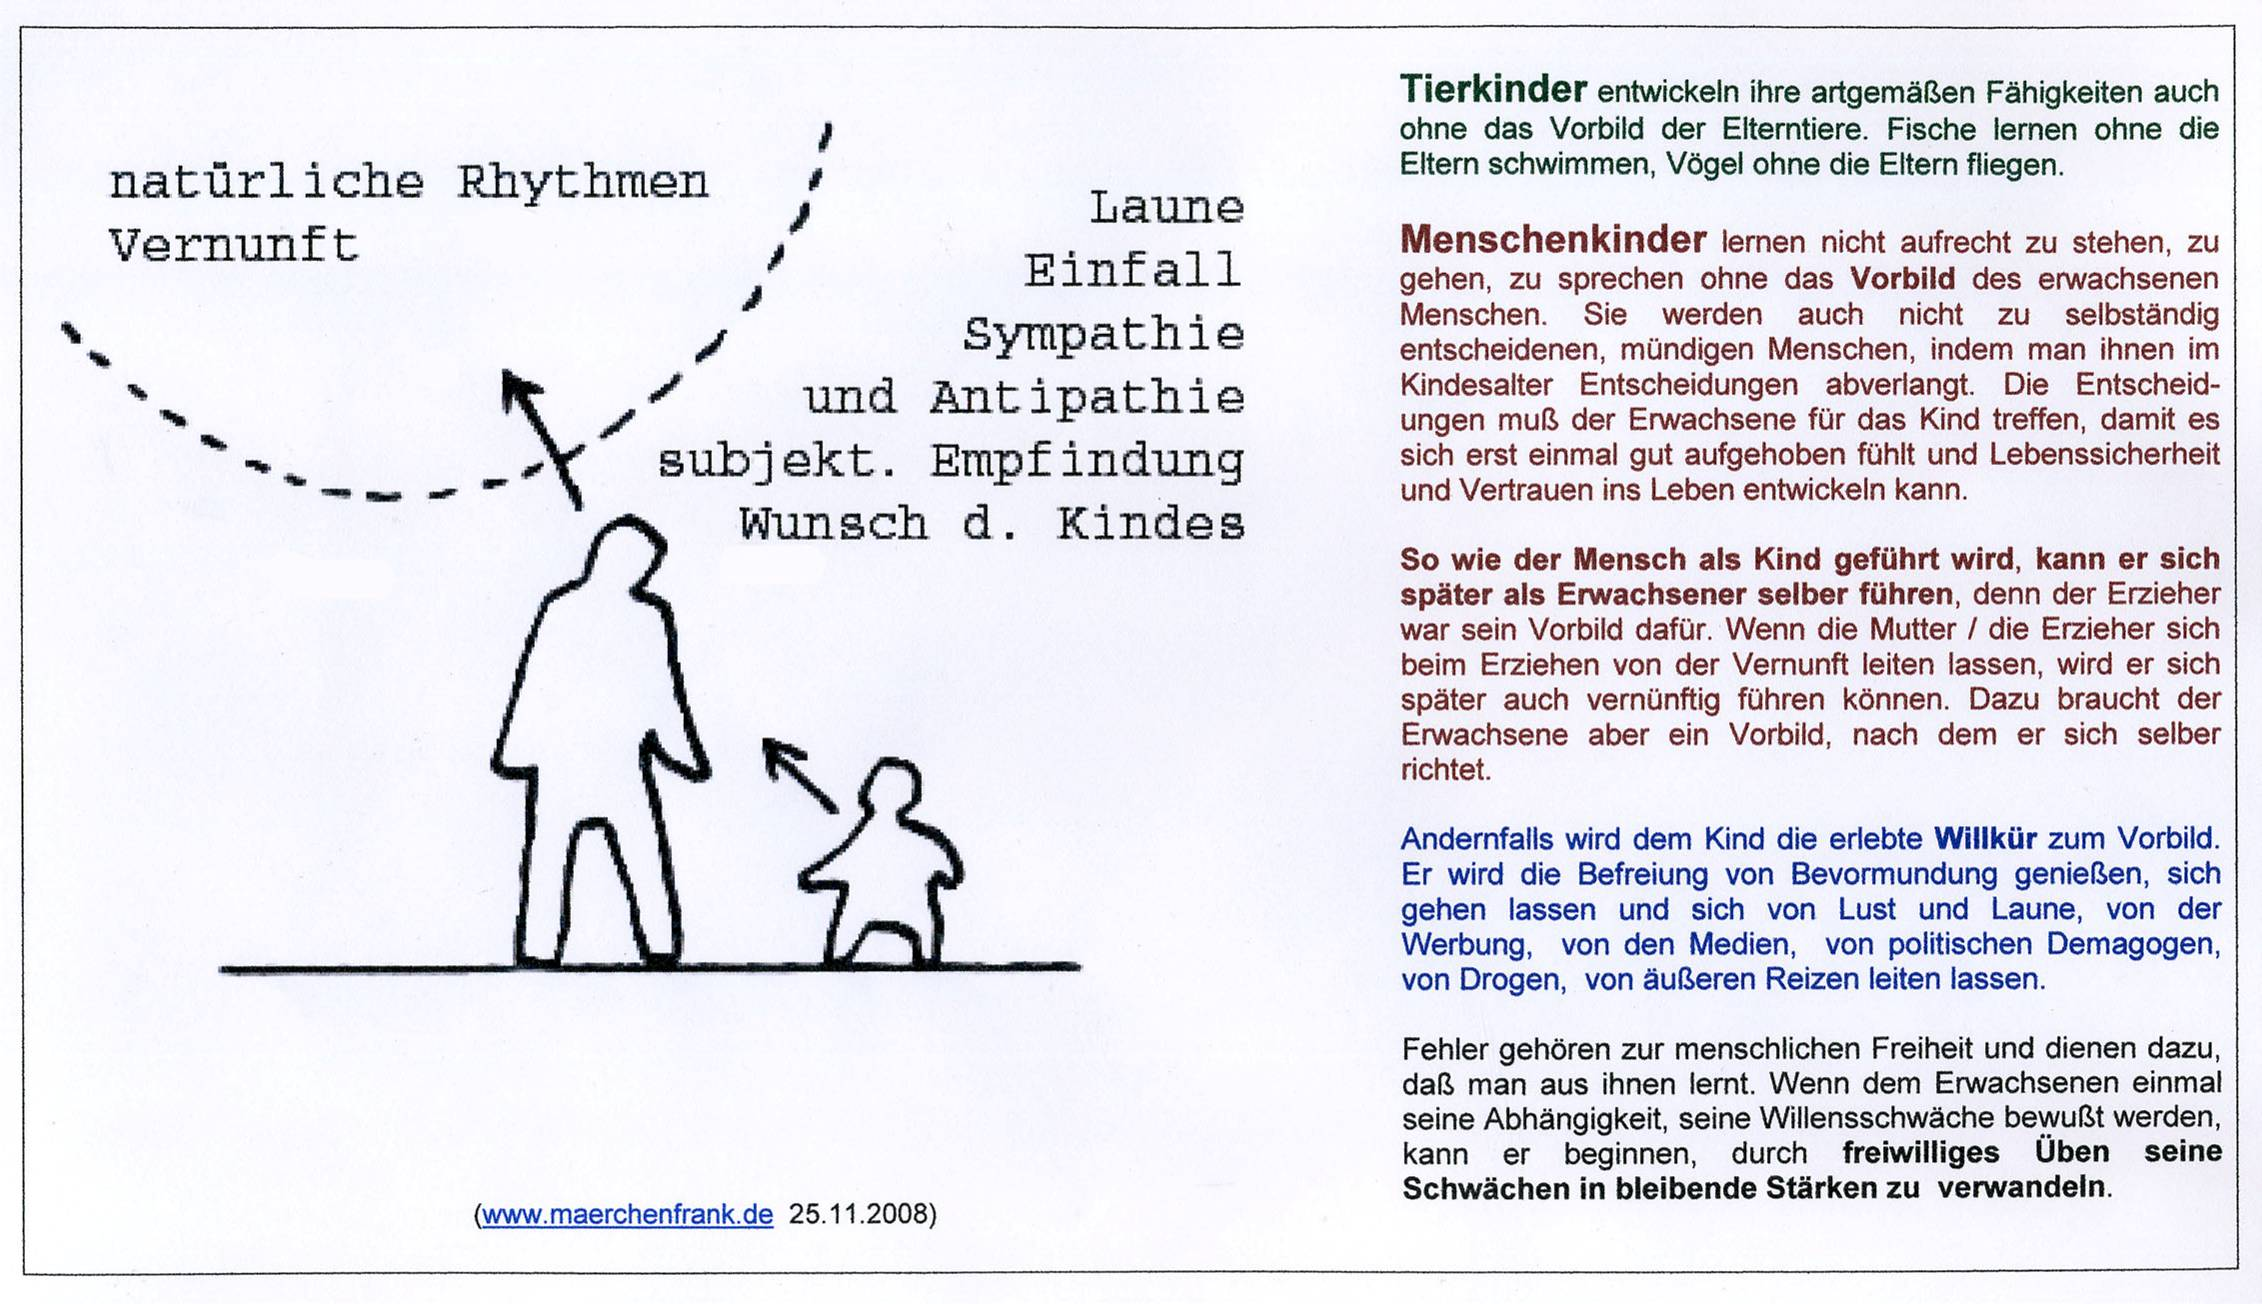 natürliche Rhythmen
Vernunft
Laune
Einfall
Sympathie
und Antipathie
subjekt. Empfindung
Wunsch d. Kindes
(www.maerchenfrank.de 25.11.2008)
Tierkinder entwickeln ihre artgemäßen Fähigkeiten auch
ohne das Vorbild der Elterntiere. Fische lernen ohne die
Eltern schwimmen, Vögel ohne die Eltern fliegen.
Menschenkinder lernen nicht aufrecht zu stehen, zu
gehen, zu sprechen ohne das Vorbild des erwachsenen
Menschen. Sie werden auch nicht zu selbständig
entscheidenen, mündigen Menschen, indem man ihnen im
Kindesalter Entscheidungen abverlangt. Die Entscheid-
ungen muß der Erwachsene für das Kind treffen, damit es
sich erst einmal gut aufgehoben fühlt und Lebenssicherheit
und Vertrauen ins Leben entwickeln kann.
So wie der Mensch als Kind geführt wird, kann er sich
später als Erwachsener selber führen, denn der Erzieher
war sein Vorbild dafür. Wenn die Mutter / die Erzieher sich
beim Erziehen von der Vernunft leiten lassen, wird er sich
später auch vernünftig führen können. Dazu braucht der
Erwachsene aber ein Vorbild, nach dem er sich selber
richtet.
Andernfalls wird dem Kind die erlebte Willkür zum Vorbild.
Er wird die Befreiung von Bevormundung genießen, sich
gehen lassen und sich von Lust und Laune, von der
Werbung, von den Medien, von politischen Demagogen,
von Drogen, von äußeren Reizen leiten lassen.
Fehler gehören zur menschlichen Freiheit und dienen dazu,
daß man aus ihnen lernt. Wenn dem Erwachsenen einmal
seine Abhängigkeit, seine Willensschwäche bewußt werden,
kann er beginnen, durch freiwilliges Üben seine
Schwächen in bleibende Stärken zu verwandeln.